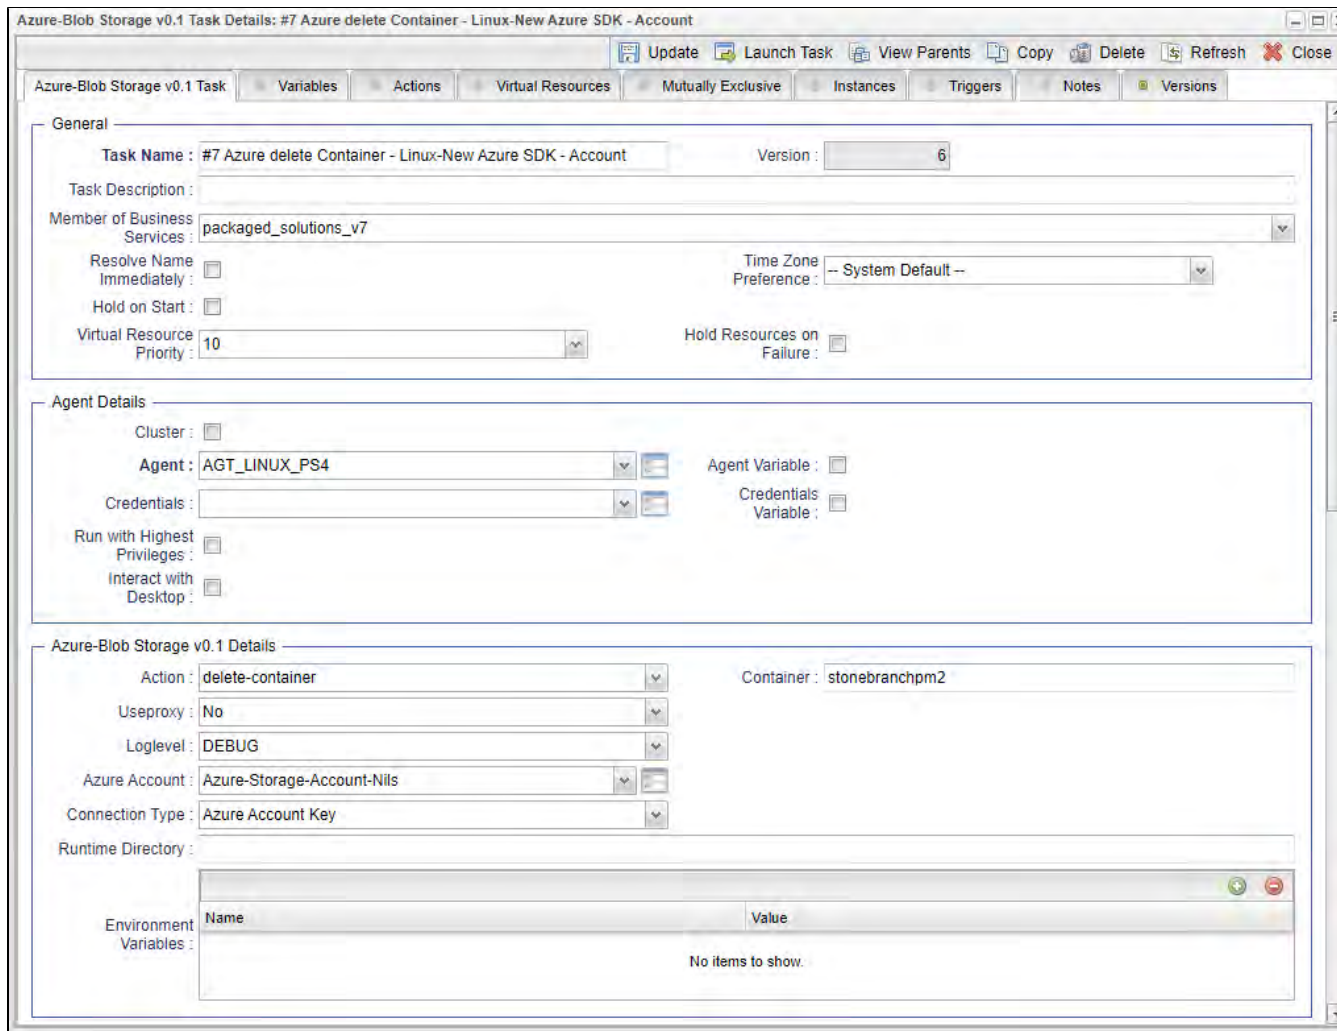 Azure-Blob Storage v0.1 Task Details: #7 Azure delete Container - Linux-New Azure SDK - Account
Update Launch Task View Parents Copy Delete Refresh Close
Azure-Blob Storage v0.1 Task Variables Actions Virtual Resources Mutually Exclusive Instances Triggers Notes Versions
General
Task Name : #7 Azure delete Container - Linux-New Azure SDK - Account Version : 6
Task Description :
Member of Business Services : packaged_solutions_v7
Resolve Name Immediately : Time Zone Preference : -- System Default --
Hold on Start :
Virtual Resource Priority : 10 Hold Resources on Failure :
Agent Details
Cluster :
Agent : AGT_LINUX_PS4 Agent Variable :
Credentials : Credentials Variable :
Run with Highest Privileges :
Interact with Desktop :
Azure-Blob Storage v0.1 Details
Action : delete-container Container : stonebranchpm2
Useproxy : No
Loglevel : DEBUG
Azure Account : Azure-Storage-Account-Nils
Connection Type : Azure Account Key
Runtime Directory :
Environment Variables : Name Value
No items to show.